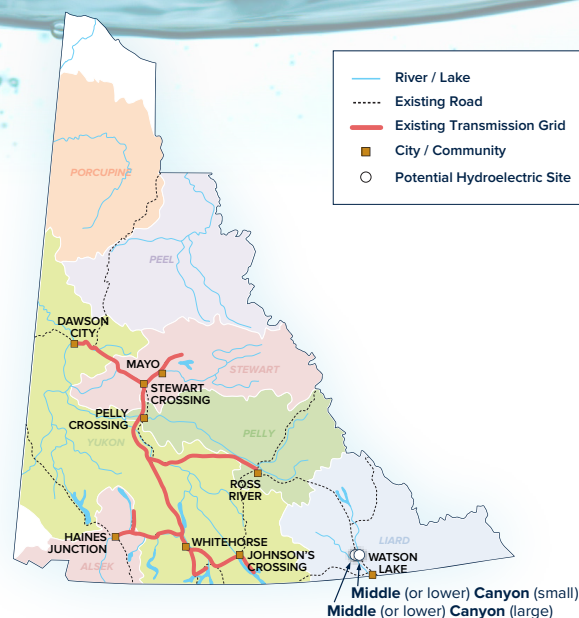 River / Lake
Existing Road
Existing Transmission Grid
City / Community
Potential Hydroelectric Site
PORCUPINE
PEEL
DAWSON
CITY
MAYO
STEWART
STEWART
CROSSING
PELLY
CROSSING
YUKON
PELLY
ROSS
RIVER
HAINES
JUNCTION
WHITEHORSE
LIARD
JOHNSON'S
CROSSING
WATSON
LAKE
ALSEK
Middle (or lower) Canyon (small)
Middle (or lower) Canyon (large)